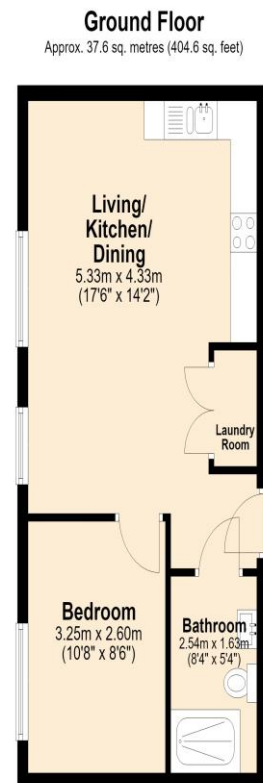 Ground Floor
Approx. 37.6 sq. metres (404.6 sq. feet)
Living/
Kitchen/
Dining
5.33m x 4.33m
(17'6" x 14'2")
Laundry
Room
Bedroom
3.25m x 2.60m
(10'8" x 8'6")
Bathroom
2.54m x 1.63m
(8'4" x 5'4")